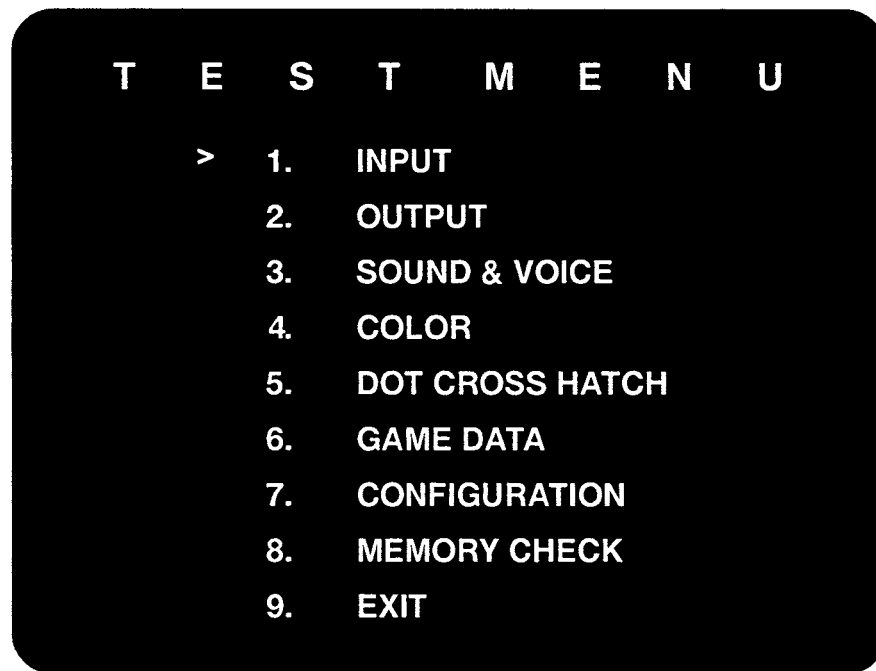 T E S T M E N U
> 1. INPUT
2. OUTPUT
3. SOUND & VOICE
4. COLOR
5. DOT CROSS HATCH
6. GAME DATA
7. CONFIGURATION
8. MEMORY CHECK
9. EXIT